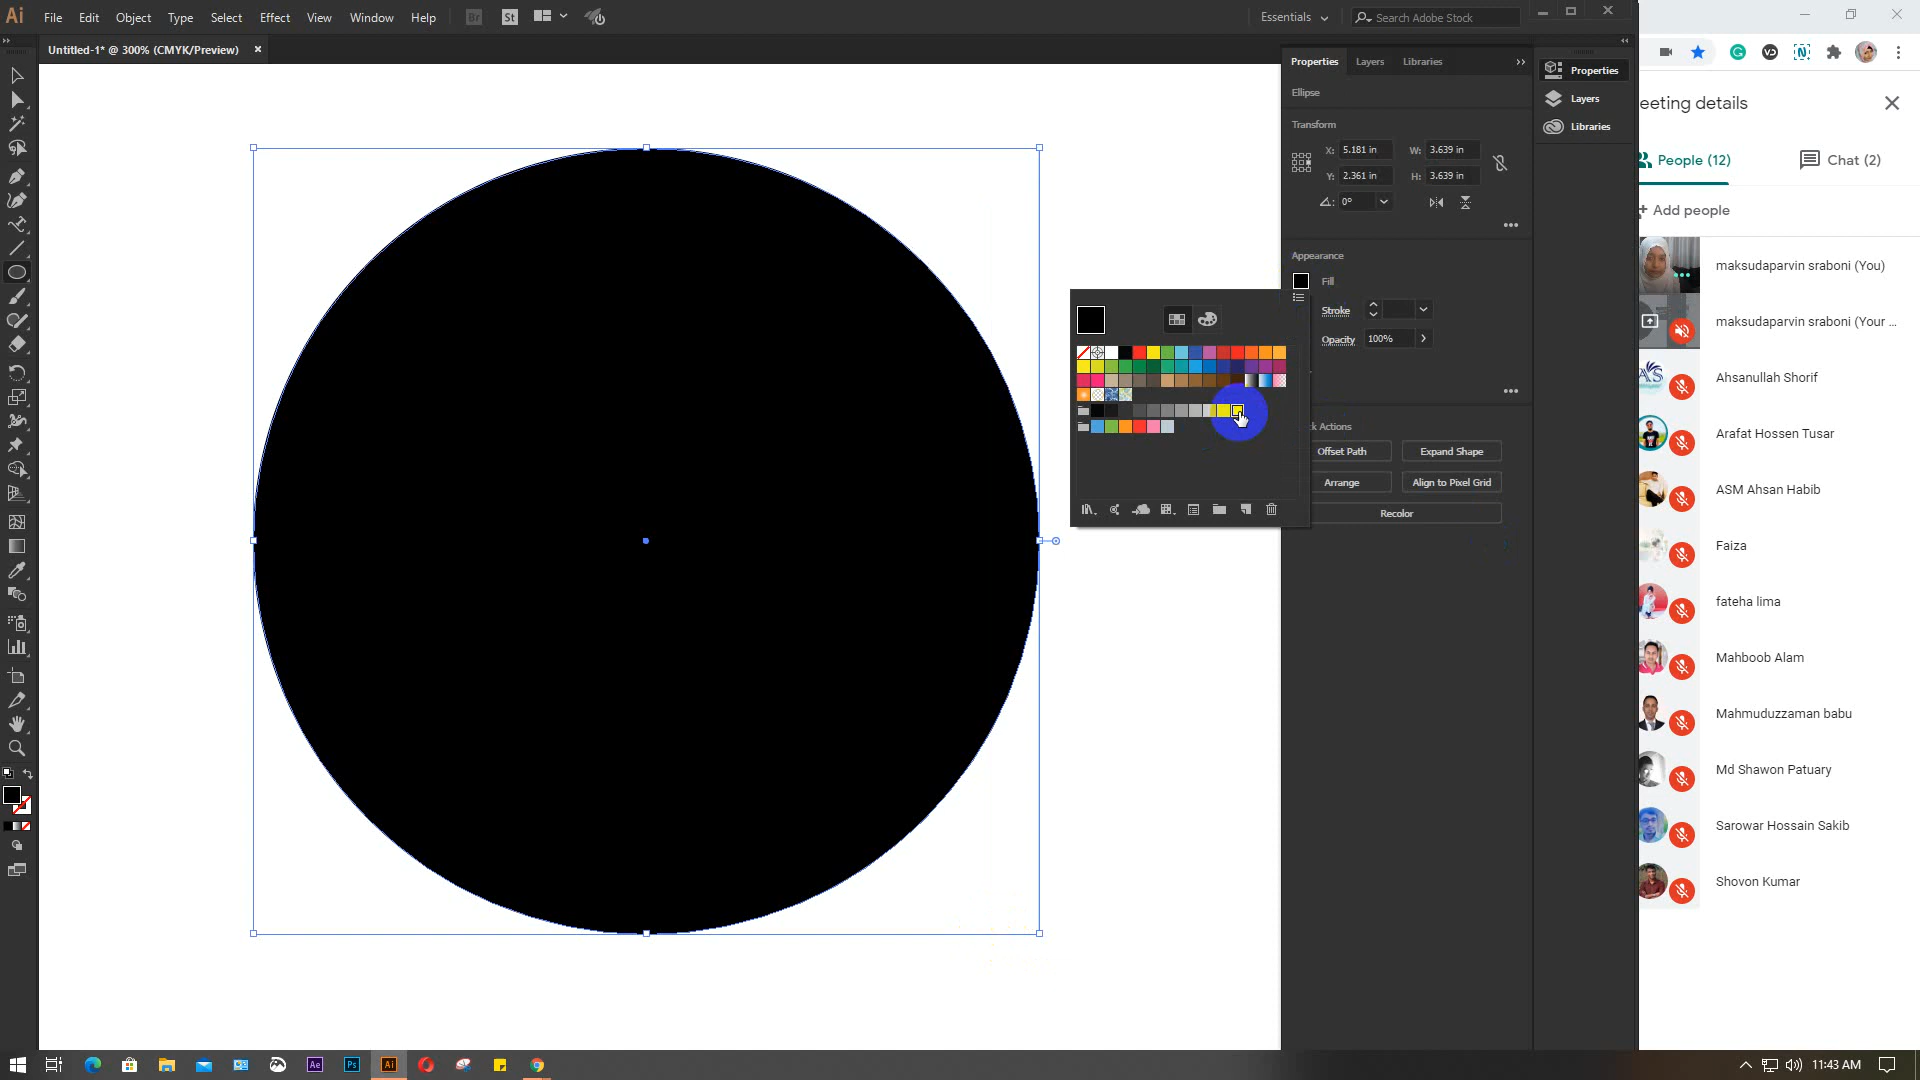 Ai File Edit Object Type Select Effect View Window Help Br St Essentials Search Adobe Stock
Untitled-1* @ 300% (CMYK/Preview) ×
Properties Layers Libraries
Ellipse
Transform
X: 5.181 in W: 3.639 in
Y: 2.361 in H: 3.639 in
0°
Appearance
Fill
Stroke
Opacity 100%
k Actions
Offset Path Expand Shape
Arrange Align to Pixel Grid
Recolor
Properties
Layers
Libraries
eeting details
People (12) Chat (2)
Add people
maksudaparvin sraboni (You)
maksudaparvin sraboni (Your ...
Ahsanullah Shorif
Arafat Hossen Tusar
ASM Ahsan Habib
Faiza
fateha lima
Mahboob Alam
Mahmuduzzaman babu
Md Shawon Patuary
Sarowar Hossain Sakib
Shovon Kumar
Ae Ps Ai 11:43 AM